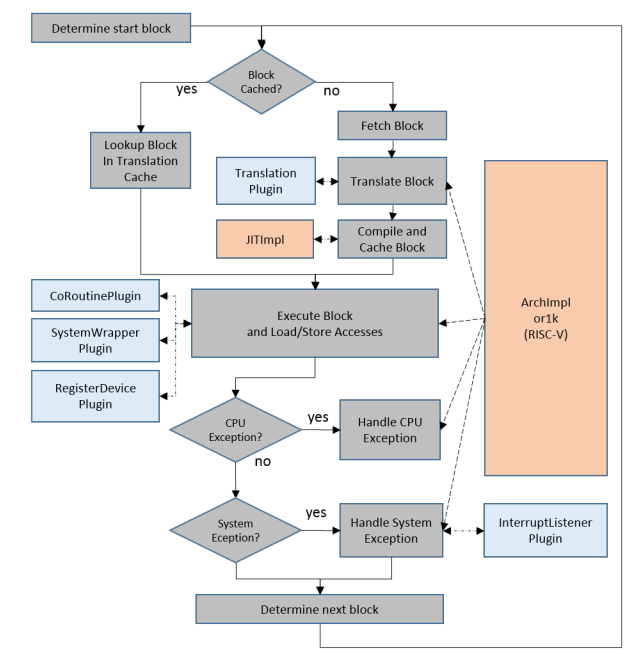 Determine start block
Block
Cached?
yes
no
Fetch Block
Lookup Block
In Translation
Cache
Translation
Plugin
Translate Block
JITImpl
Compile and
Cache Block
ArchImpl
or1k
(RISC-V)
CoRoutinePlugin
SystemWrapper
Plugin
RegisterDevice
Plugin
Execute Block
and Load/Store Accesses
CPU
Exception?
yes
no
Handle CPU
Exception
System
Eception?
yes
Handle System
Exception
InterruptListener
Plugin
Determine next block